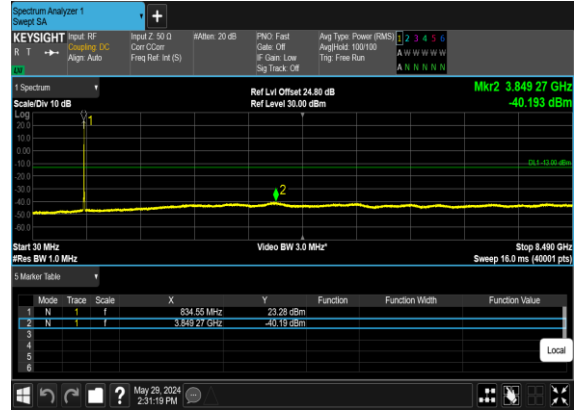 Spectrum Analyzer 1
Swept SA
+
KEYSIGHT Input: RF Input Z: 50 Ω #Atten: 20 dB PNO: Fast Avg Type: Power (RMS) 1 2 3 4 5 6
R T Coupling: DC Corr CCorr Gate: Off Avg|Hold: 100/100 A W W W W W
Align: Auto Freq Ref: Int (S) IF Gain: Low Trig: Free Run
LW Sig Track: Off A N N N N N
1 Spectrum Ref Lvl Offset 24.80 dB Mkr2 3.849 27 GHz
Scale/Div 10 dB Ref Level 30.00 dBm -40.193 dBm
Log
20.0 1
10.0
0.00
-10.0 DL1 -13.00 dBm
-20.0
-30.0 2
-40.0
-50.0
-60.0
Start 30 MHz Video BW 3.0 MHz* Stop 8.490 GHz
#Res BW 1.0 MHz Sweep 16.0 ms (40001 pts)
5 Marker Table
Mode Trace Scale X Y Function Function Width Function Value
1 N 1 f 834.55 MHz 23.28 dBm
2 N 1 f 3.849 27 GHz -40.19 dBm
3
4
5
6
Local
? May 29, 2024
2:31:19 PM